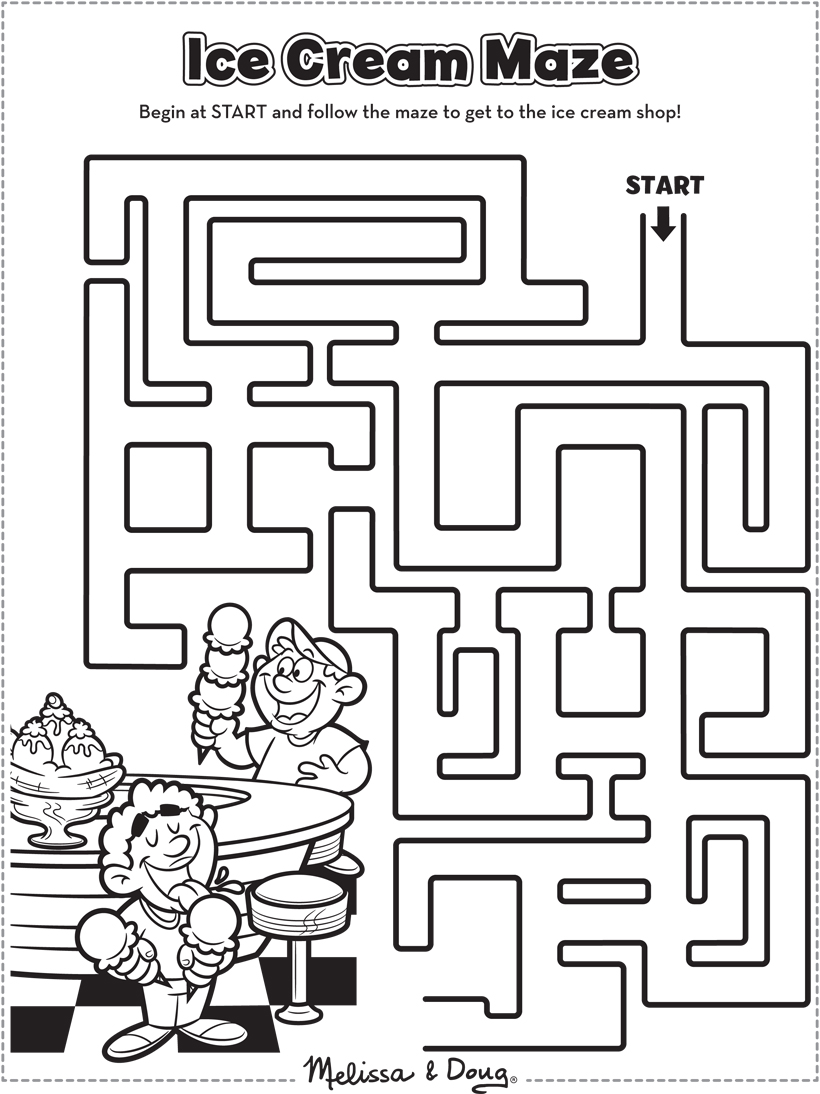 Ice Cream Maze
Begin at START and follow the maze to get to the ice cream shop!
START
Melissa & Doug®